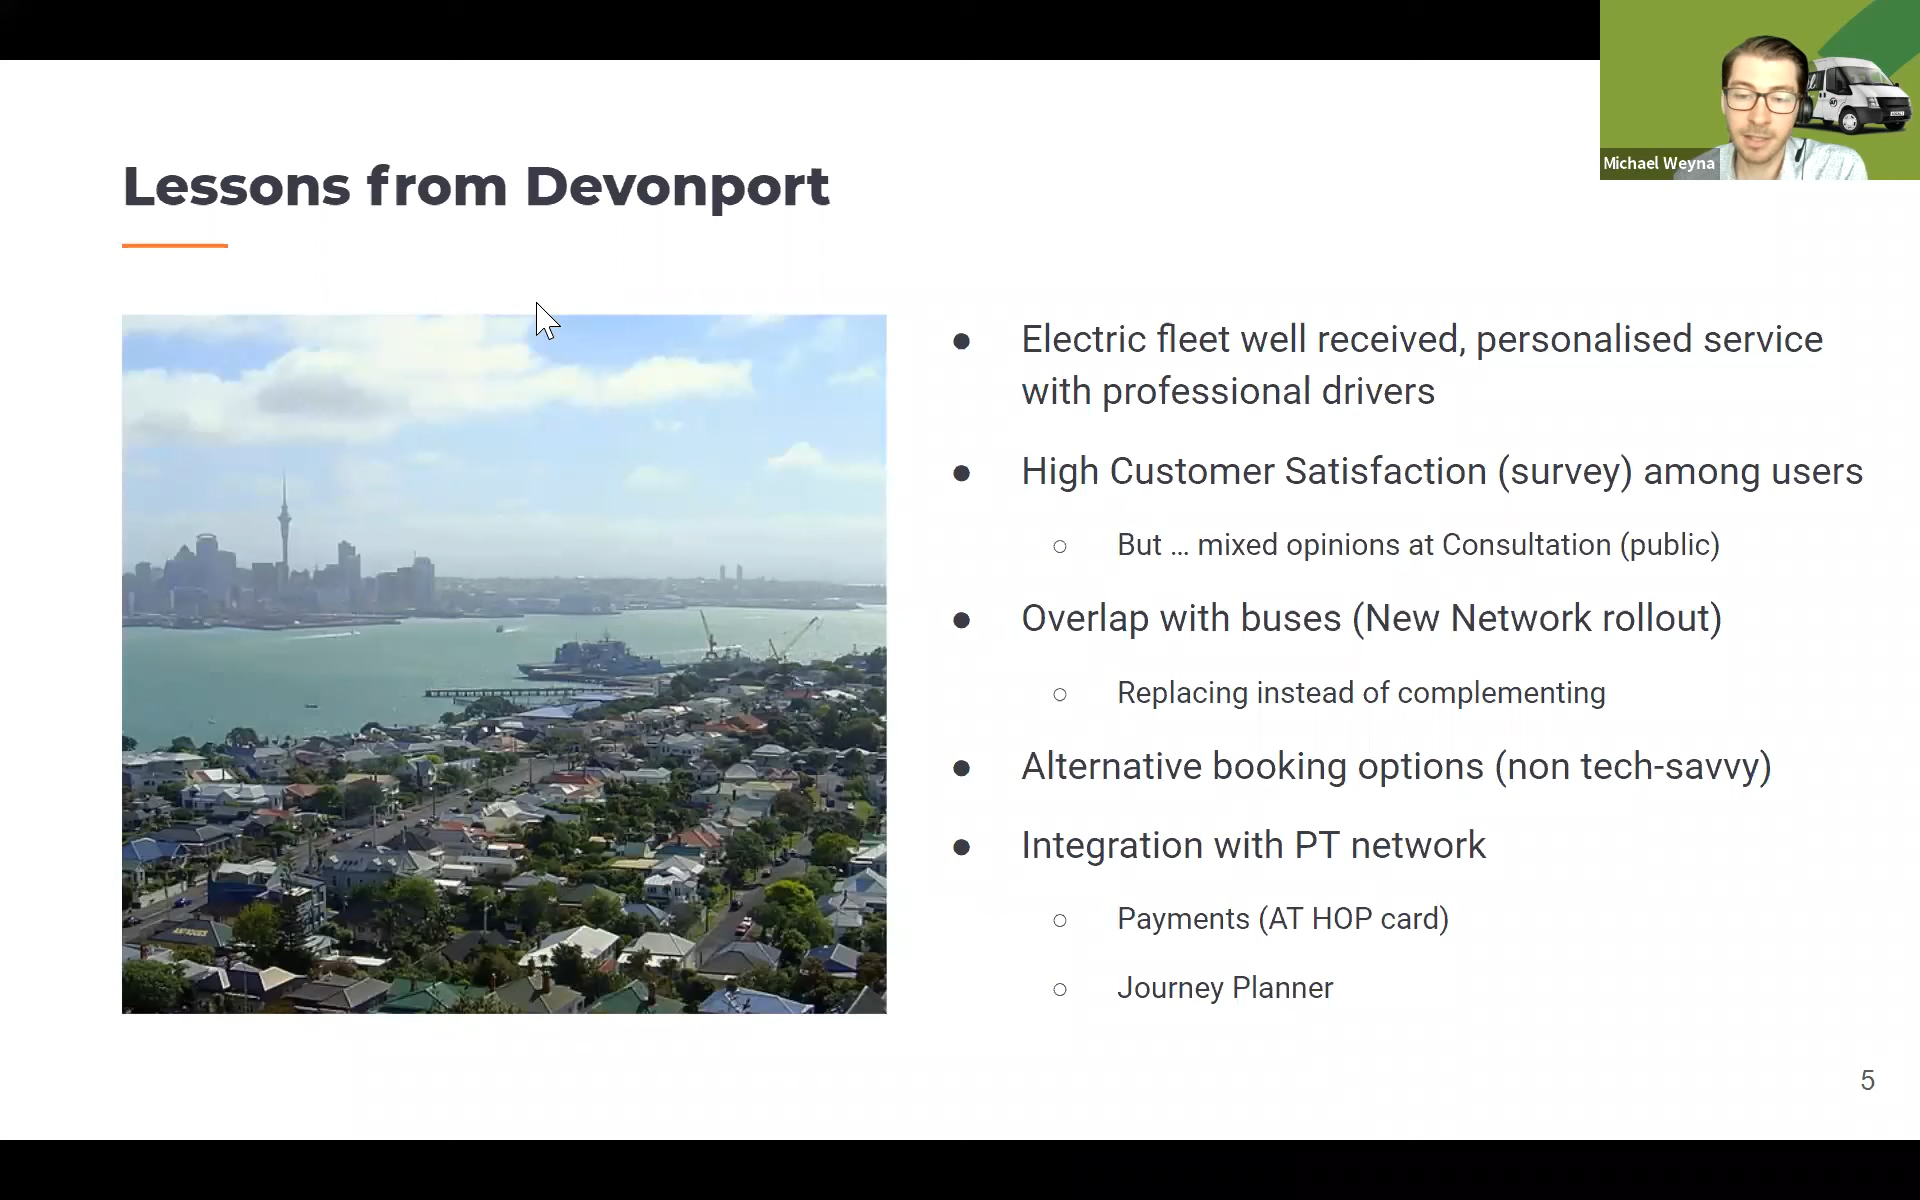 Michael Weyna
Lessons from Devonport
● Electric fleet well received, personalised service
with professional drivers
● High Customer Satisfaction (survey) among users
○ But ... mixed opinions at Consultation (public)
● Overlap with buses (New Network rollout)
○ Replacing instead of complementing
● Alternative booking options (non tech-savvy)
● Integration with PT network
○ Payments (AT HOP card)
○ Journey Planner
5